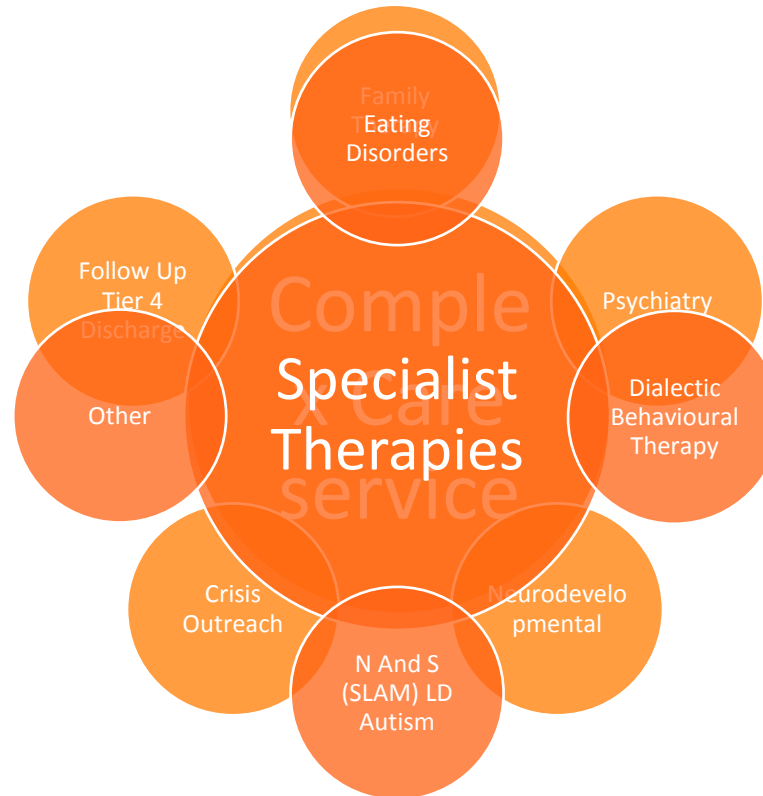 Family
Therapy
Eating
Disorders
Follow Up
Tier 4
Discharge
Psychiatry
Comple
x Care
service
Specialist
Therapies
Other
Dialectic
Behavioural
Therapy
Crisis
Outreach
Neurodevelo
pmental
N And S
(SLAM) LD
Autism